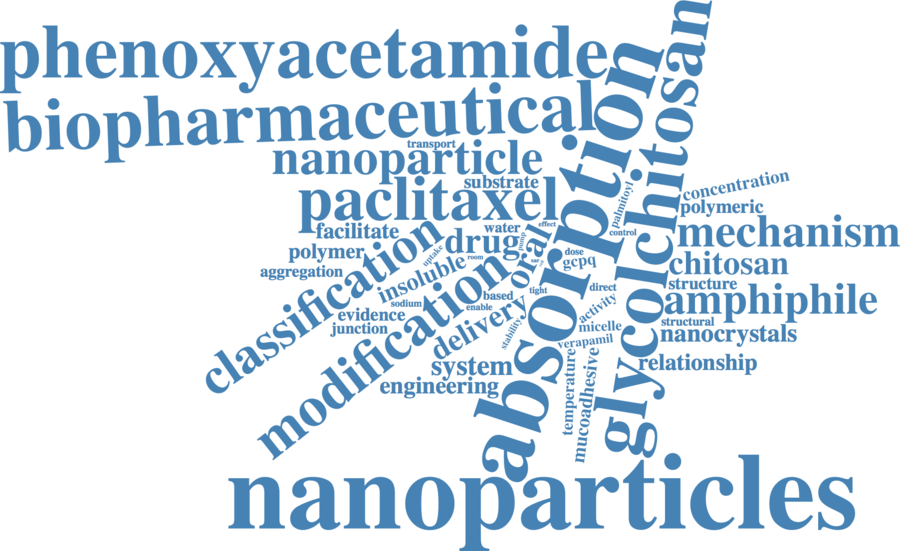 phenoxyacetamide
biopharmaceutical
transport
nanoparticle
substrate
paclitaxel
absorption
glycolchitosan
palmitoyl
concentration
polymeric
facilitate
water
effect
control
mechanism
polymer
drug
pump
classification
uptake
room
oral
dose
gcpq
chitosan
aggregation
insoluble
structure
sodium
based
tight
direct
amphiphile
evidence
enable
activity
junction
modification
delivery
stability
micelle
structural
nanocrystals
verapamil
system
temperature
mucoadhesive
relationship
engineering
nanoparticles